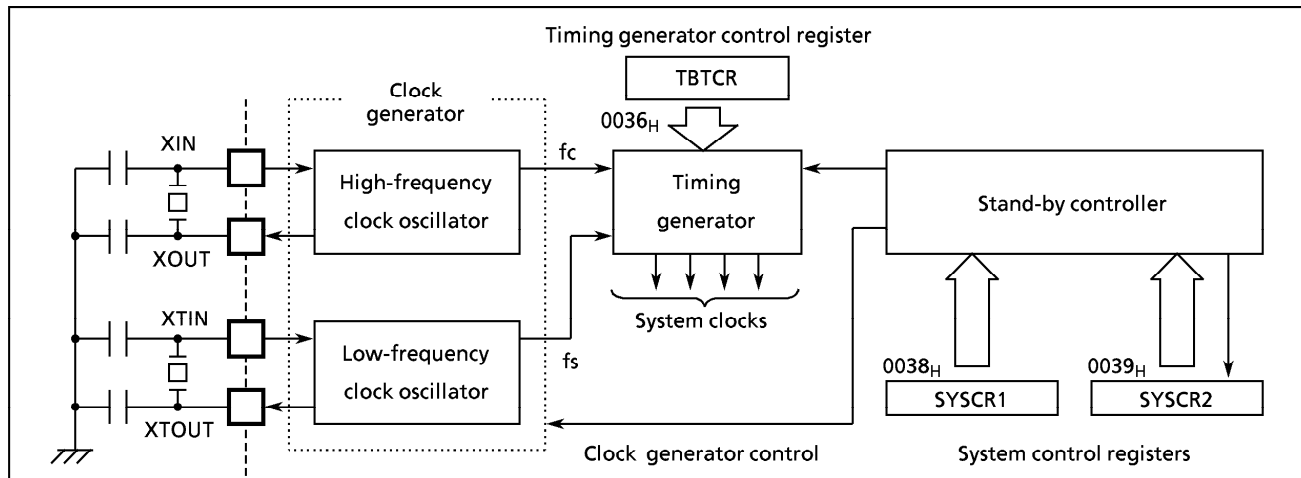 Timing generator control register
TBTCR
Clock
generator
0036H
XIN
fc
High-frequency
clock oscillator
Timing
generator
Stand-by controller
XOUT
XTIN
System clocks
Low-frequency
clock oscillator
fs
0038H
0039H
SYSCR1
SYSCR2
XTOUT
Clock generator control
System control registers